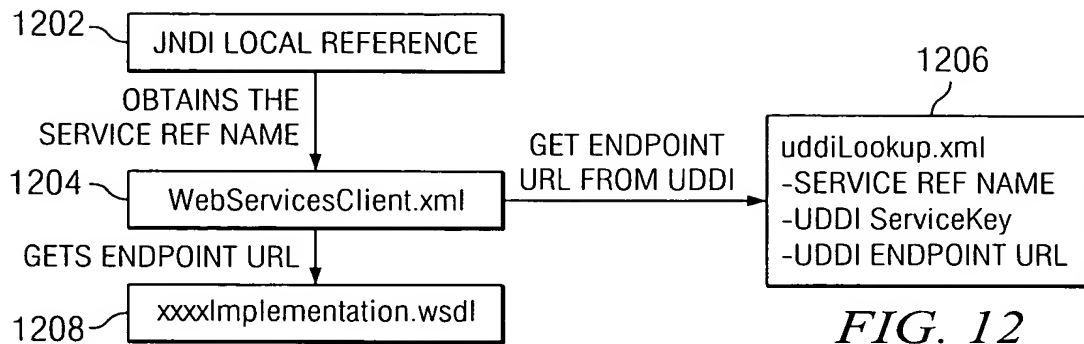 1202
JNDI LOCAL REFERENCE
OBTAINS THE
SERVICE REF NAME
1204
WebServicesClient.xml
GET ENDPOINT
URL FROM UDDI
1206
uddiLookup.xml
-SERVICE REF NAME
-UDDI ServiceKey
-UDDI ENDPOINT URL
GETS ENDPOINT URL
1208
xxxxImplementation.wsdl
FIG. 12